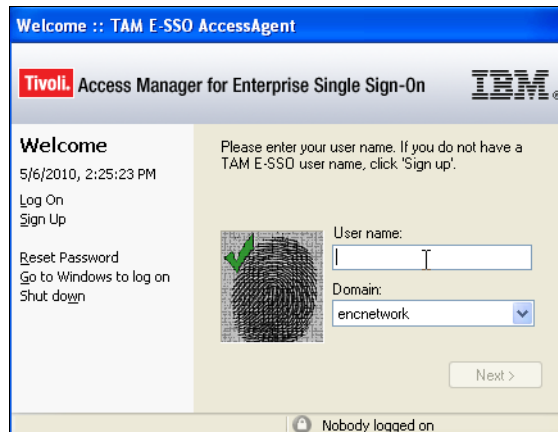 Welcome :: TAM E-SSO AccessAgent
Tivoli. Access Manager for Enterprise Single Sign-On IBM®
Welcome
5/6/2010, 2:25:23 PM
Log On
Sign Up
Reset Password
Go to Windows to log on
Shut down
Please enter your user name. If you do not have a
TAM E-SSO user name, click 'Sign up'.
User name:
Domain:
encnetwork
Next >
Nobody logged on